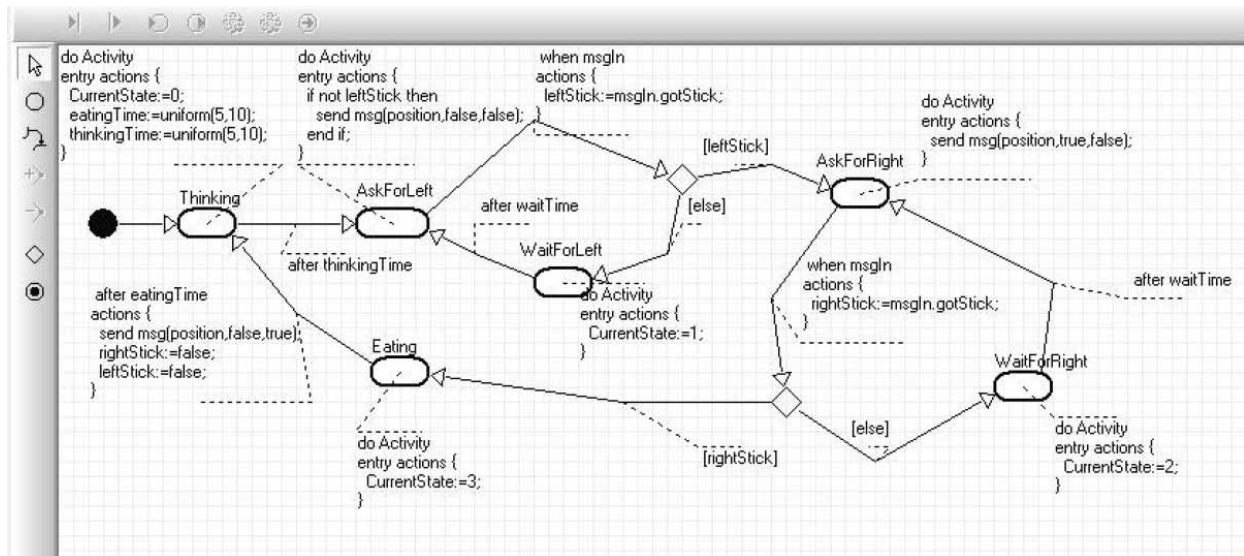 do Activity
entry actions {
CurrentState:=0;
eatingTime:=uniform(5,10);
thinkingTime:=uniform(5,10);
}
do Activity
entry actions {
if not leftStick then
send msg(position,false,false);
end if;
}
when msgIn
actions {
leftStick:=msgIn.gotStick;
}
do Activity
entry actions {
send msg(position,true,false);
}
[leftStick]
AskForRight
Thinking
AskForLeft
after waitTime
[else]
WaitForLeft
after thinkingTime
when msgIn
actions {
rightStick:=msgIn.gotStick;
}
after waitTime
after eatingTime
actions {
send msg(position,false,true)
rightStick:=false;
leftStick:=false;
}
do Activity
entry actions {
CurrentState:=1;
}
Eating
WaitForRight
[else]
[rightStick]
do Activity
entry actions {
CurrentState:=3;
}
do Activity
entry actions {
CurrentState:=2;
}